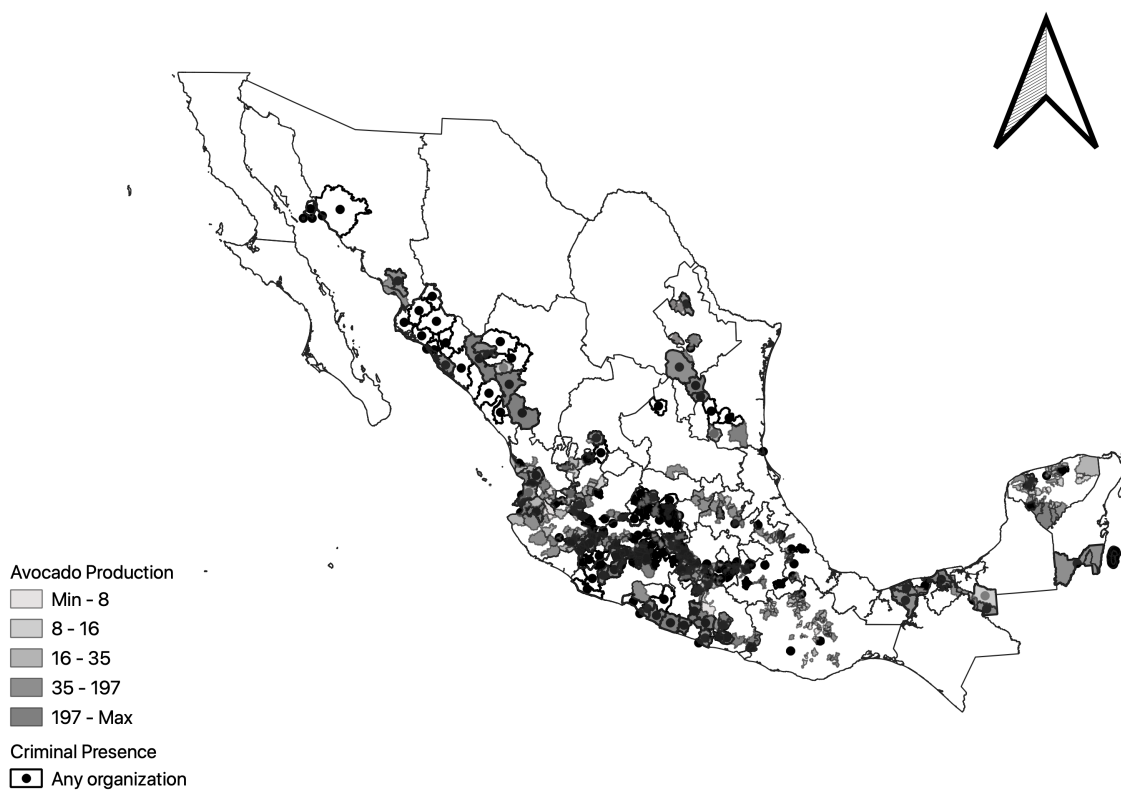 Avocado Production
Min - 8
8 - 16
16 - 35
35 - 197
197 - Max
Criminal Presence
Any organization